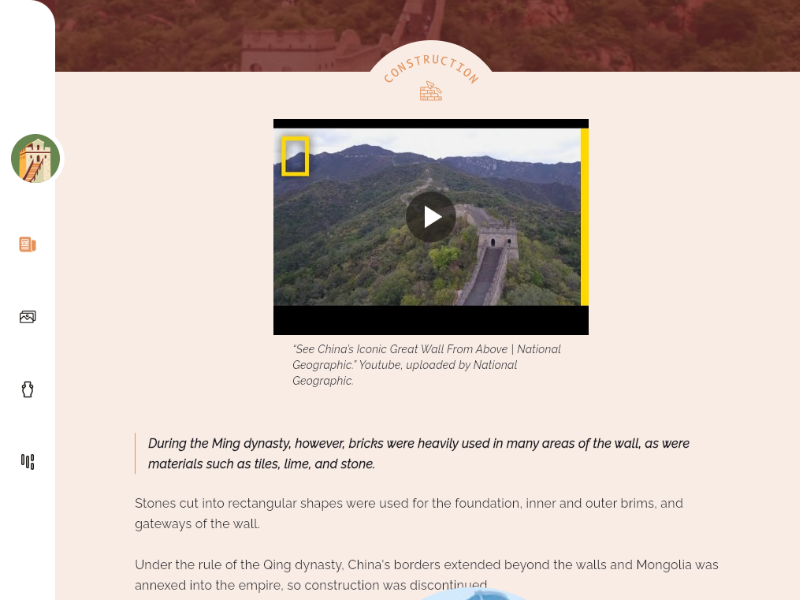 CONSTRUCTION
"See China's Iconic Great Wall From Above | National
Geographic." Youtube, uploaded by National
Geographic.
During the Ming dynasty, however, bricks were heavily used in many areas of the wall, as were
materials such as tiles, lime, and stone.
Stones cut into rectangular shapes were used for the foundation, inner and outer brims, and
gateways of the wall.
Under the rule of the Qing dynasty, China's borders extended beyond the walls and Mongolia was
annexed into the empire, so construction was discontinued.